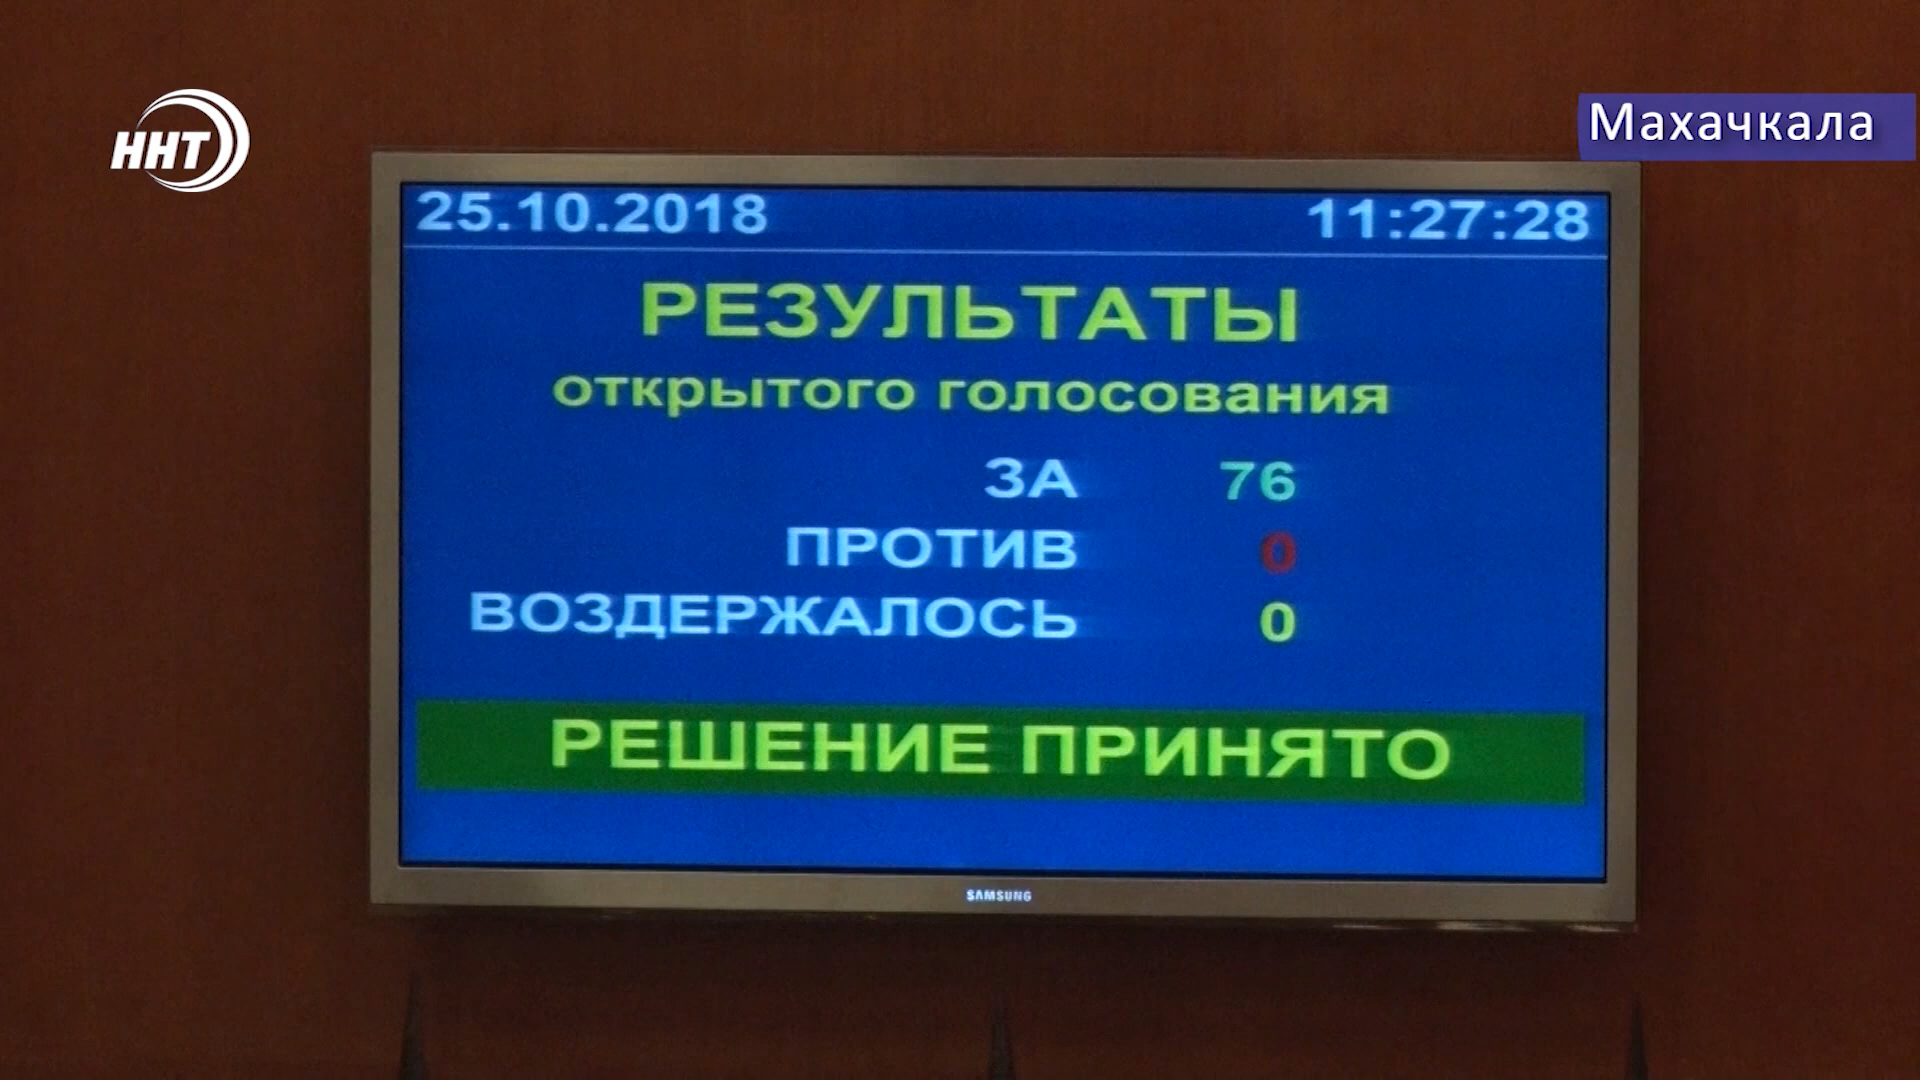 ННТ
Махачкала
25.10.2018 11:27:28
РЕЗУЛЬТАТЫ
открытого голосования
ЗА 76
ПРОТИВ 0
ВОЗДЕРЖАЛОСЬ 0
РЕШЕНИЕ ПРИНЯТО
SAMSUNG